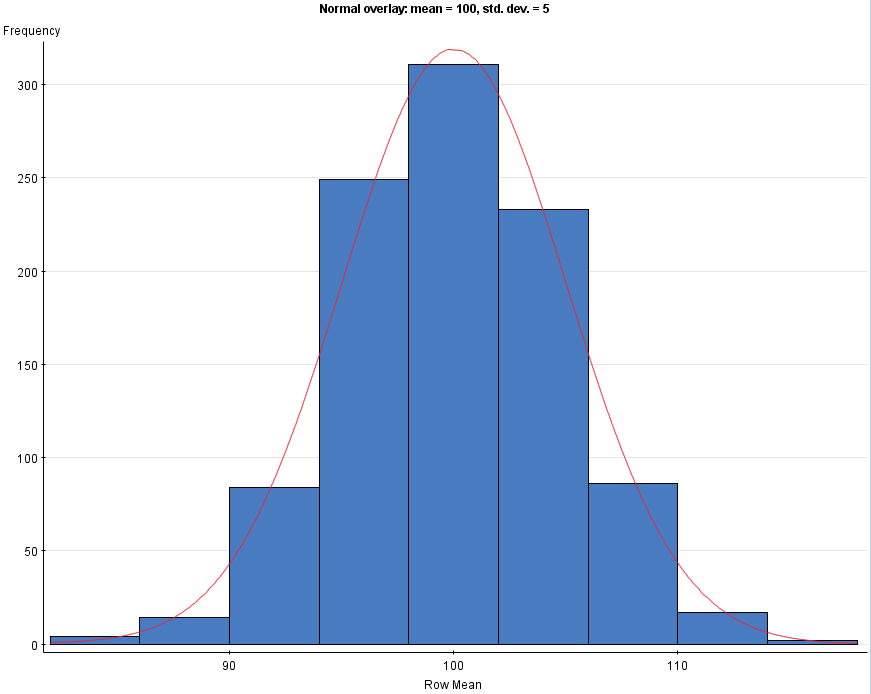 Normal overlay: mean = 100, std. dev. = 5
Frequency
300
250
200
150
100
50
0
90 100 110
Row Mean